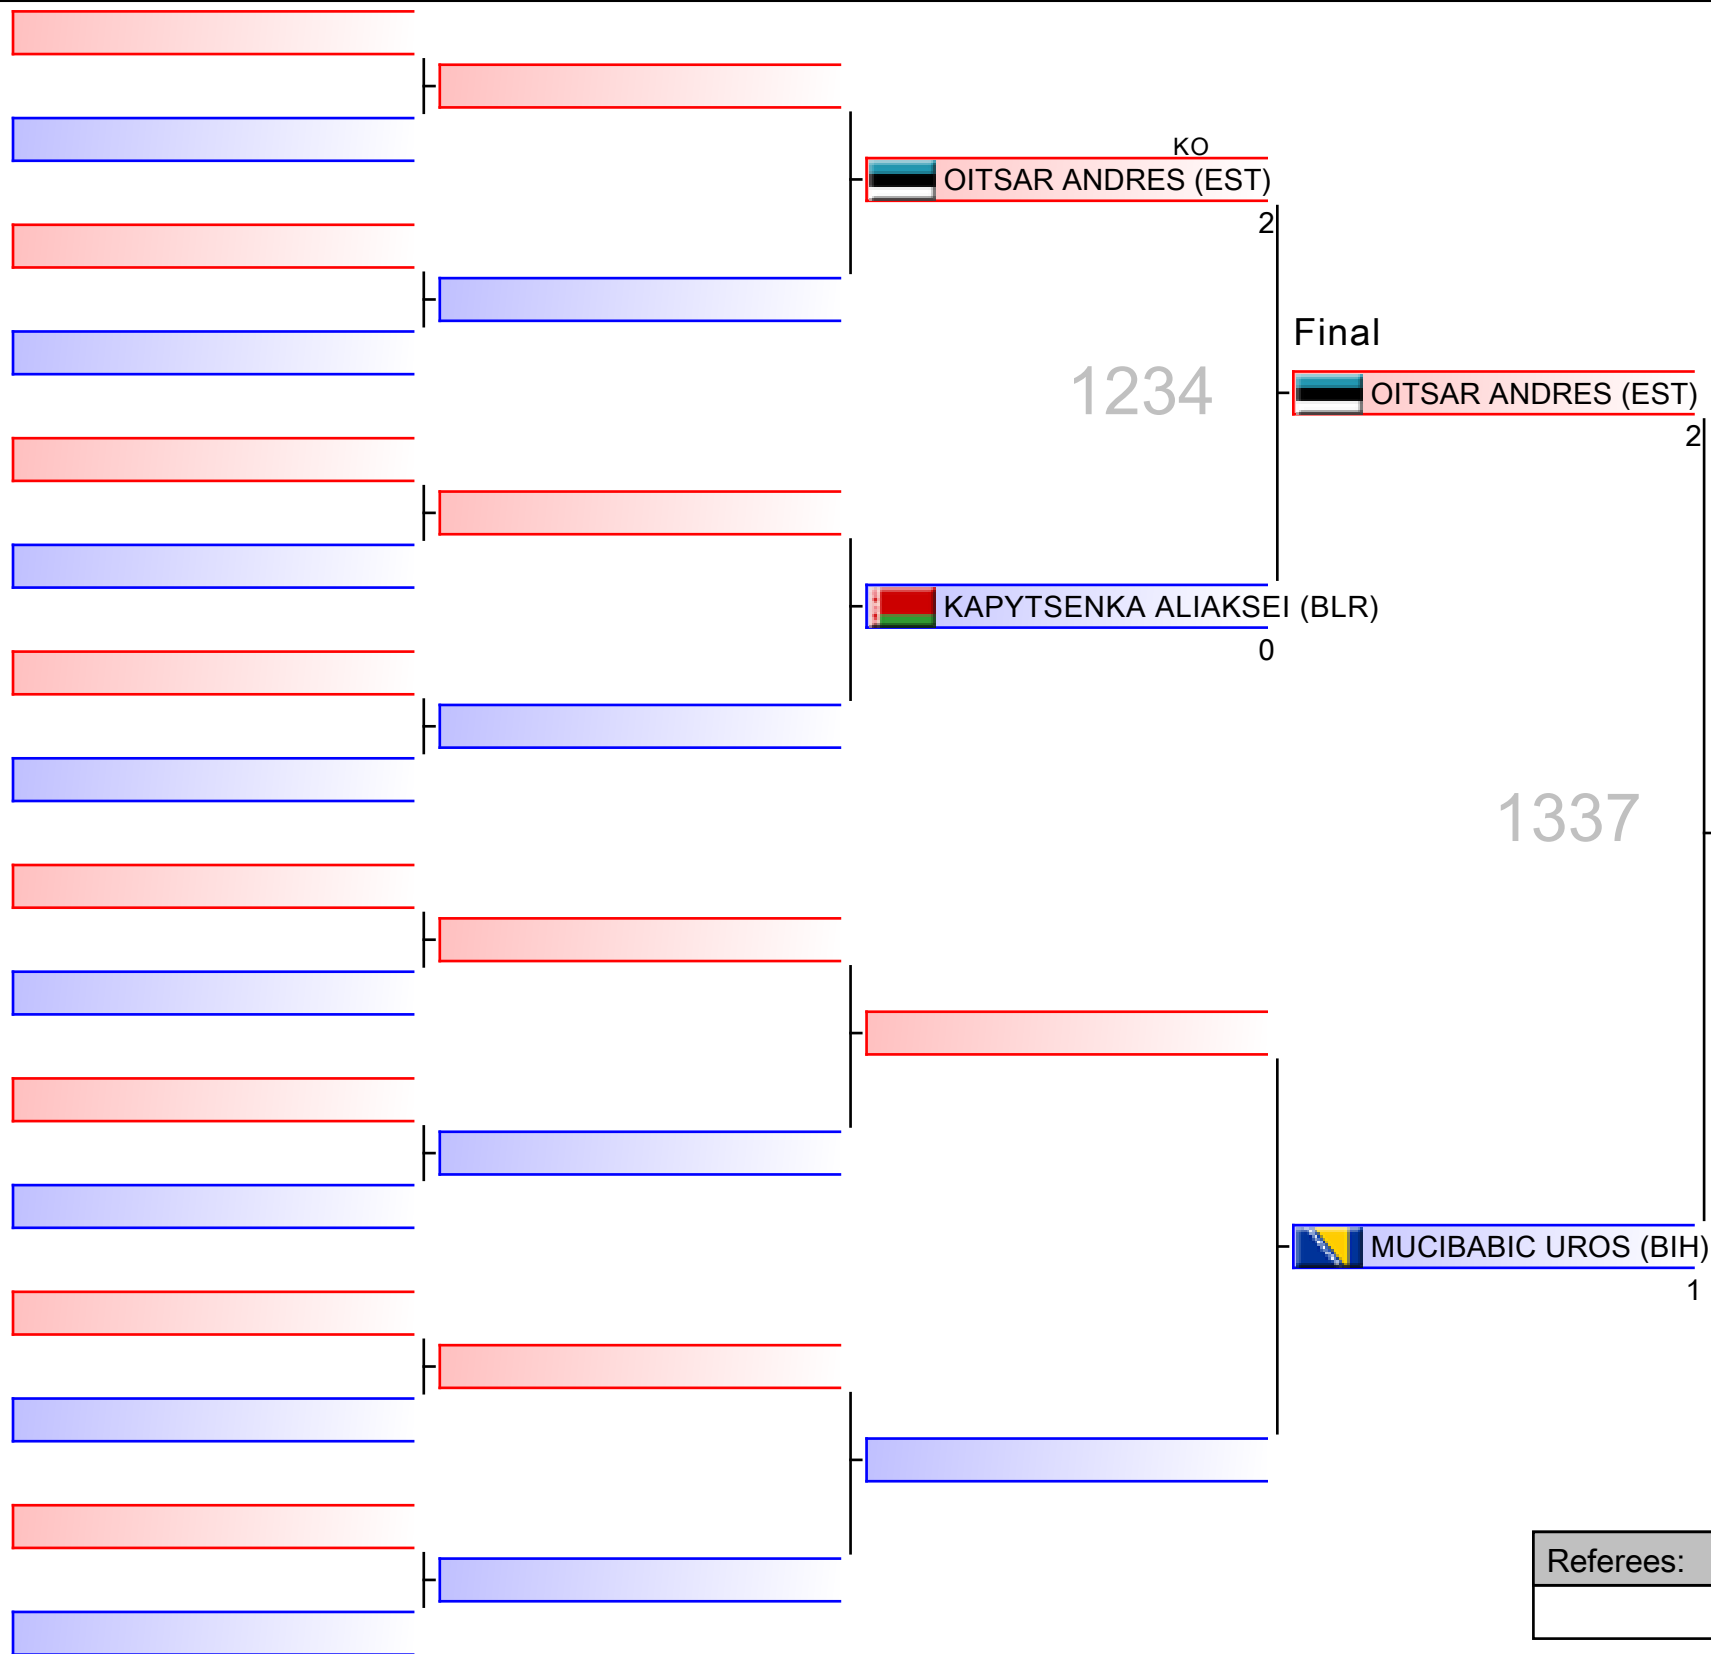 KO
OITSAR ANDRES (EST)
2
Final
1234
OITSAR ANDRES (EST)
2
KAPYTSENKA ALIAKSEI (BLR)
0
1337
MUCIBABIC UROS (BIH)
1
Referees: